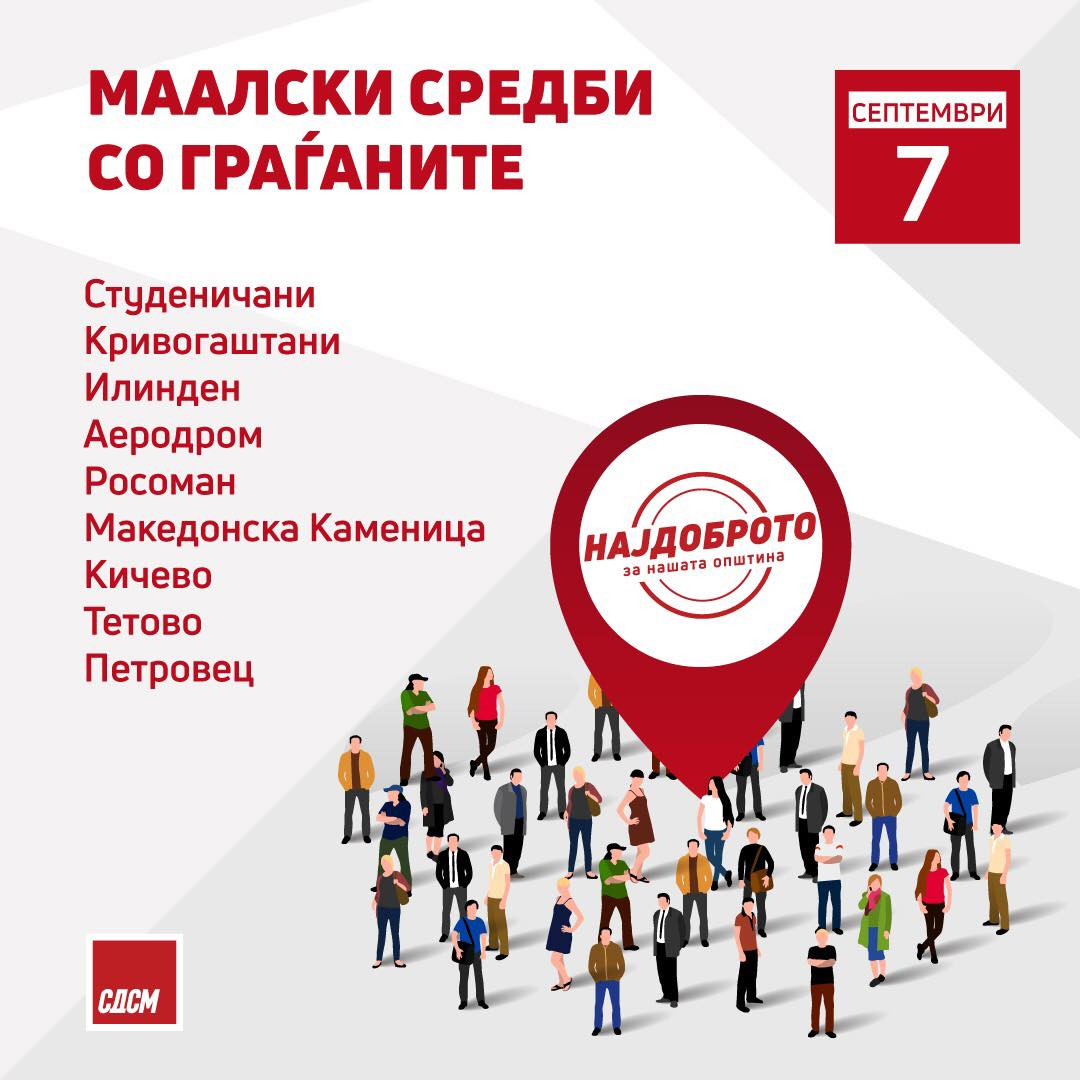 МААЛСКИ СРЕДБИ
СО ГРАЃАНИТЕ
СЕПТЕМВРИ
7
Студеничани
Кривогаштани
Илинден
Аеродром
Росоман
Македонска Каменица
Кичево
Тетово
Петровец
НАЈДОБРОТО
за нашата општина
СДСМ